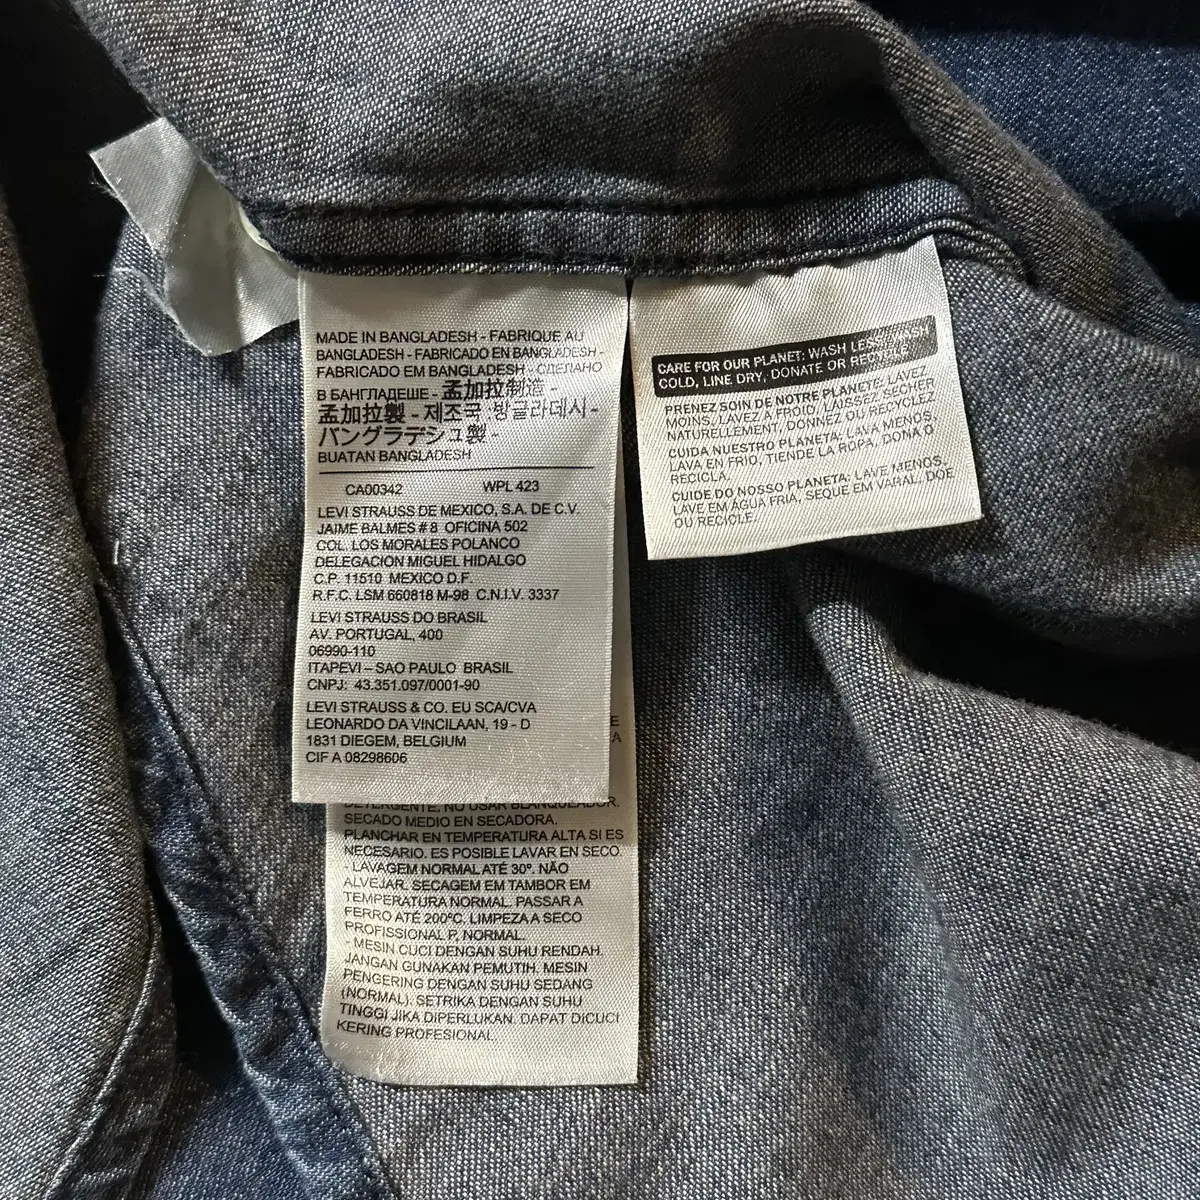 MADE IN BANGLADESH - FABRIQUE AU
BANGLADESH - FABRICADO EN BANGLADESH -
FABRICADO EM BANGLADESH - СДЕЛАНО
В БАНГЛАДЕШЕ - 孟加拉制造 -
孟加拉製 - 제조국 방글라데시 -
バングラデシュ製 -
BUATAN BANGLADESH
CA00342 WPL 423
LEVI STRAUSS DE MEXICO, S.A. DE C.V.
JAIME BALMES # 8 OFICINA 502
COL. LOS MORALES POLANCO
DELEGACION MIGUEL HIDALGO
C.P. 11510 MEXICO D.F.
R.F.C. LSM 660818 M-98 C.N.I.V. 3337
LEVI STRAUSS DO BRASIL
AV. PORTUGAL, 400
06990-110
ITAPEVI – SAO PAULO BRASIL
CNPJ: 43.351.097/0001-90
LEVI STRAUSS & CO. EU SCA/CVA
LEONARDO DA VINCILAAN, 19 - D
1831 DIEGEM, BELGIUM
CIF A 08298606
E
A
DETERGENTE. NO USAR BLANQUEADOR.
SECADO MEDIO EN SECADORA.
PLANCHAR EN TEMPERATURA ALTA SI ES
NECESARIO. ES POSIBLE LAVAR EN SECO.
- LAVAGEM NORMAL ATÉ 30º. NÃO
ALVEJAR. SECAGEM EM TAMBOR EM
TEMPERATURA NORMAL. PASSAR A
FERRO ATÉ 200ºC. LIMPEZA A SECO
PROFISSIONAL P, NORMAL.
- MESIN CUCI DENGAN SUHU RENDAH.
JANGAN GUNAKAN PEMUTIH. MESIN
PENGERING DENGAN SUHU SEDANG
(NORMAL). SETRIKA DENGAN SUHU
TINGGI JIKA DIPERLUKAN. DAPAT DICUCI
KERING PROFESIONAL.
CARE FOR OUR PLANET: WASH LESS, WASH
COLD, LINE DRY, DONATE OR RECYCLE.
PRENEZ SOIN DE NOTRE PLANETE: LAVEZ
MOINS, LAVEZ A FROID, LAISSEZ SECHER
NATURELLEMENT, DONNEZ OU RECYCLEZ
CUIDA NUESTRO PLANETA: LAVA MENOS,
LAVA EN FRIO, TIENDE LA ROPA, DONA O
RECICLA.
CUIDE DO NOSSO PLANETA: LAVE MENOS,
LAVE EM AGUA FRIA, SEQUE EM VARAL, DOE
OU RECICLE.